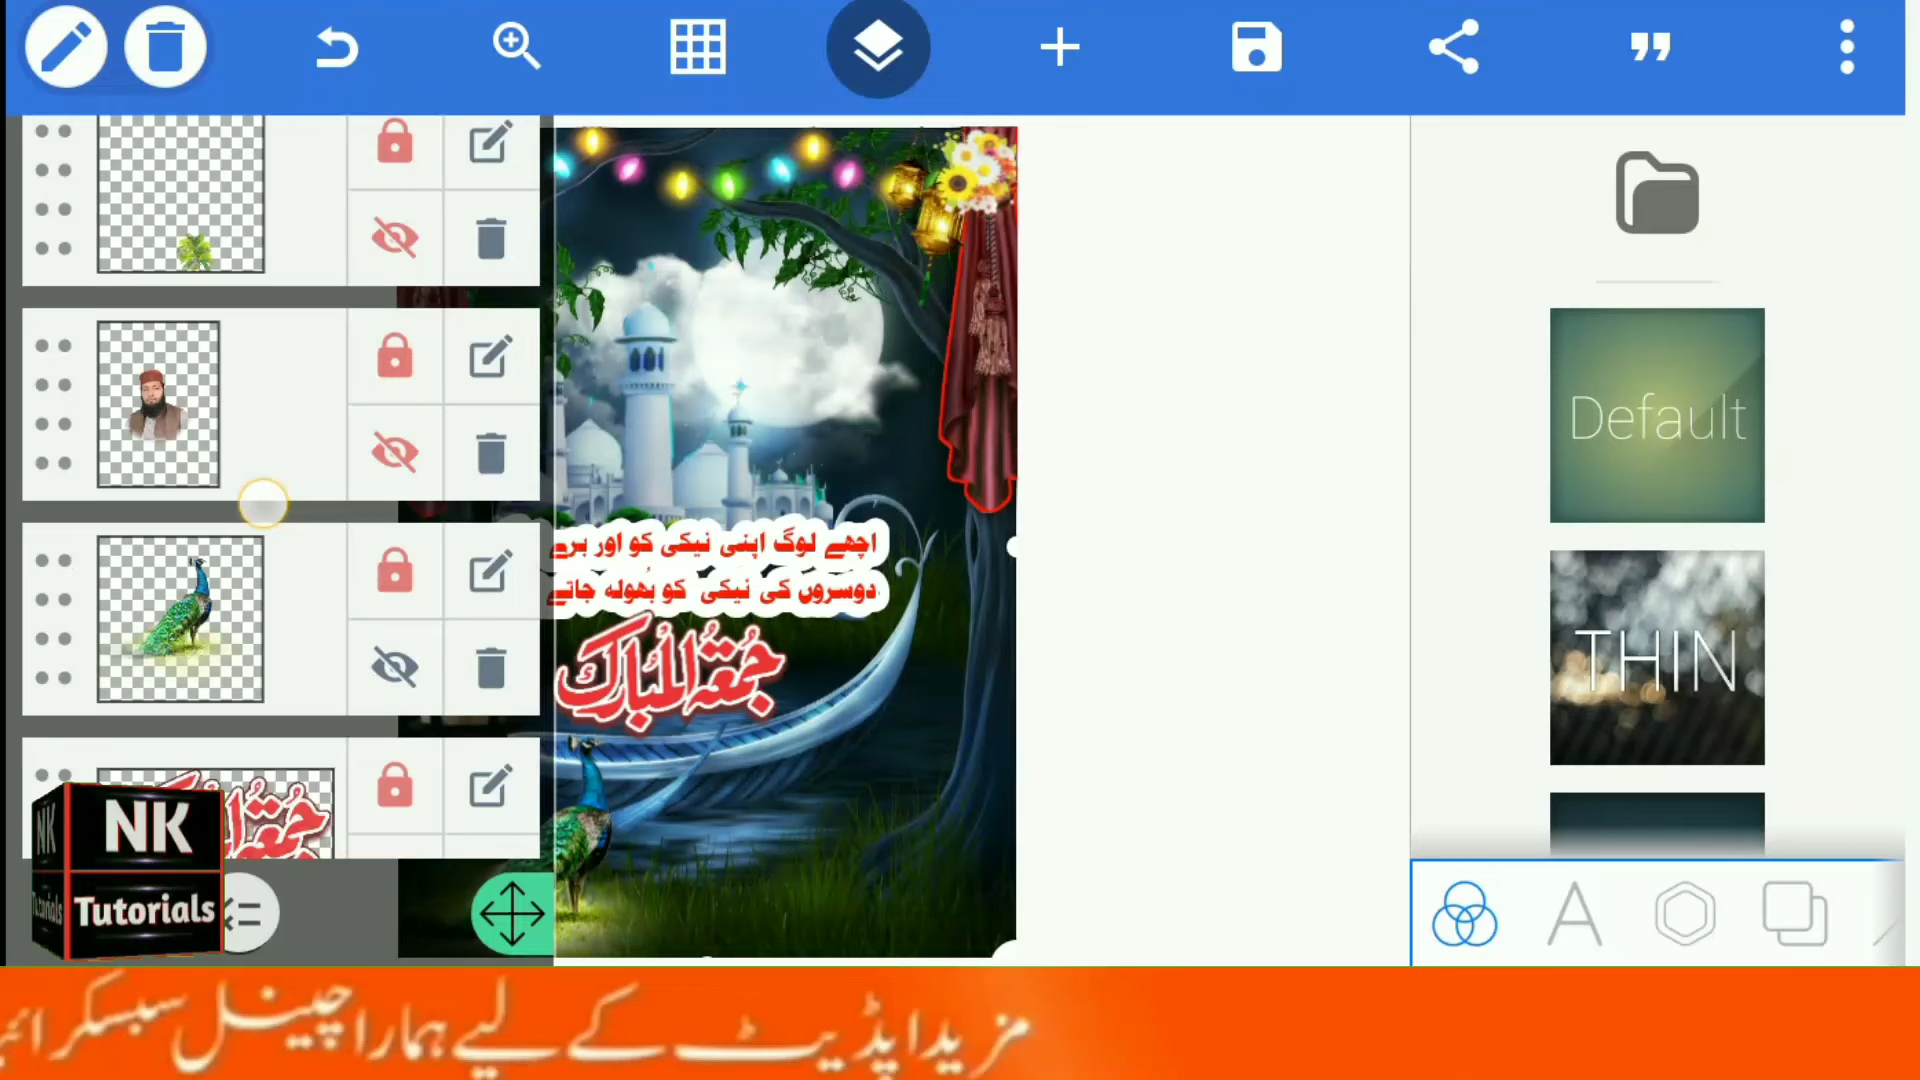 Default
THIN
اچھے لوگ اپنی نیکی کو اور برے
دوسروں کی نیکی کو بھولہ جاتے
جمعۃ المبارک
NK
Tutorials
مزید اپڈیٹ کے لیے ہمارا چینل سبسکرائب